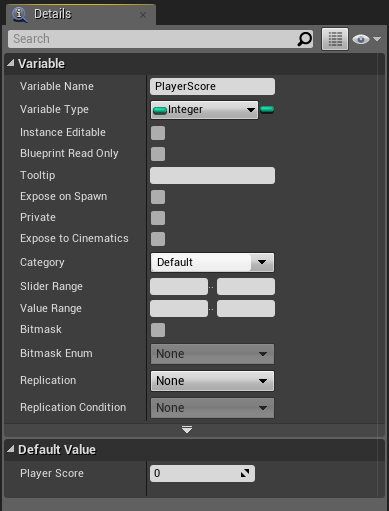 Details
Search
Variable
Variable Name PlayerScore
Variable Type Integer
Instance Editable
Blueprint Read Only
Tooltip
Expose on Spawn
Private
Expose to Cinematics
Category Default
Slider Range ..
Value Range ..
Bitmask
Bitmask Enum None
Replication None
Replication Condition None
Default Value
Player Score 0